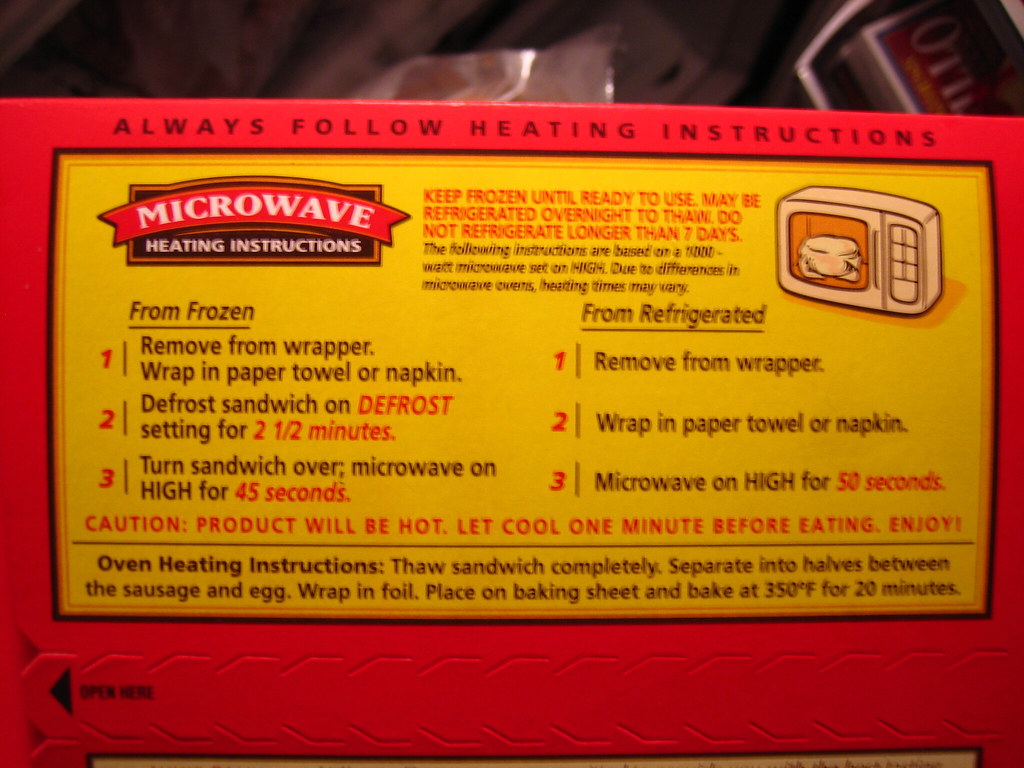 ALWAYS FOLLOW HEATING INSTRUCTIONS
MICROWAVE
HEATING INSTRUCTIONS
KEEP FROZEN UNTIL READY TO USE. MAY BE
REFRIGERATED OVERNIGHT TO THAW. DO
NOT REFRIGERATE LONGER THAN 7 DAYS.
The following instructions are based on a 1000-
watt microwave set on HIGH. Due to differences in
microwave ovens, heating times may vary.
From Frozen
1 Remove from wrapper.
Wrap in paper towel or napkin.
2 Defrost sandwich on DEFROST
setting for 2 1/2 minutes.
3 Turn sandwich over; microwave on
HIGH for 45 seconds.
From Refrigerated
1 Remove from wrapper.
2 Wrap in paper towel or napkin.
3 Microwave on HIGH for 50 seconds.
CAUTION: PRODUCT WILL BE HOT. LET COOL ONE MINUTE BEFORE EATING. ENJOY!
Oven Heating Instructions: Thaw sandwich completely. Separate into halves between
the sausage and egg. Wrap in foil. Place on baking sheet and bake at 350°F for 20 minutes.
OPEN HERE